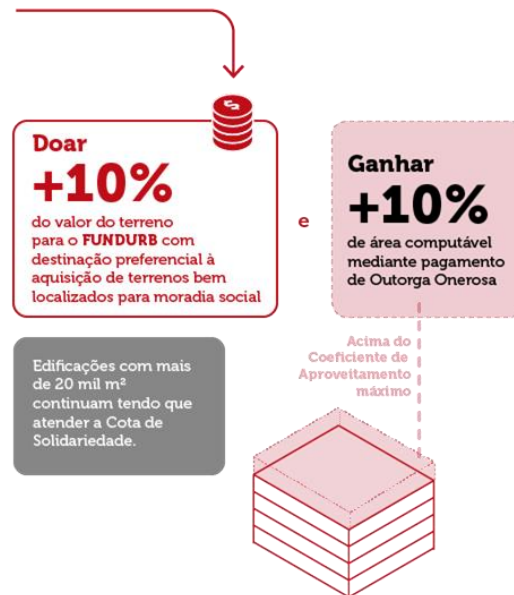 Doar
+10%
do valor do terreno
para o FUNDURB com
destinação preferencial à
aquisição de terrenos bem
localizados para moradia social
e
Ganhar
+10%
de área computável
mediante pagamento
de Outorga Onerosa
Acima do
Coeficiente de
Aproveitamento
máximo
Edificações com mais
de 20 mil m²
continuam tendo que
atender a Cota de
Solidariedade.